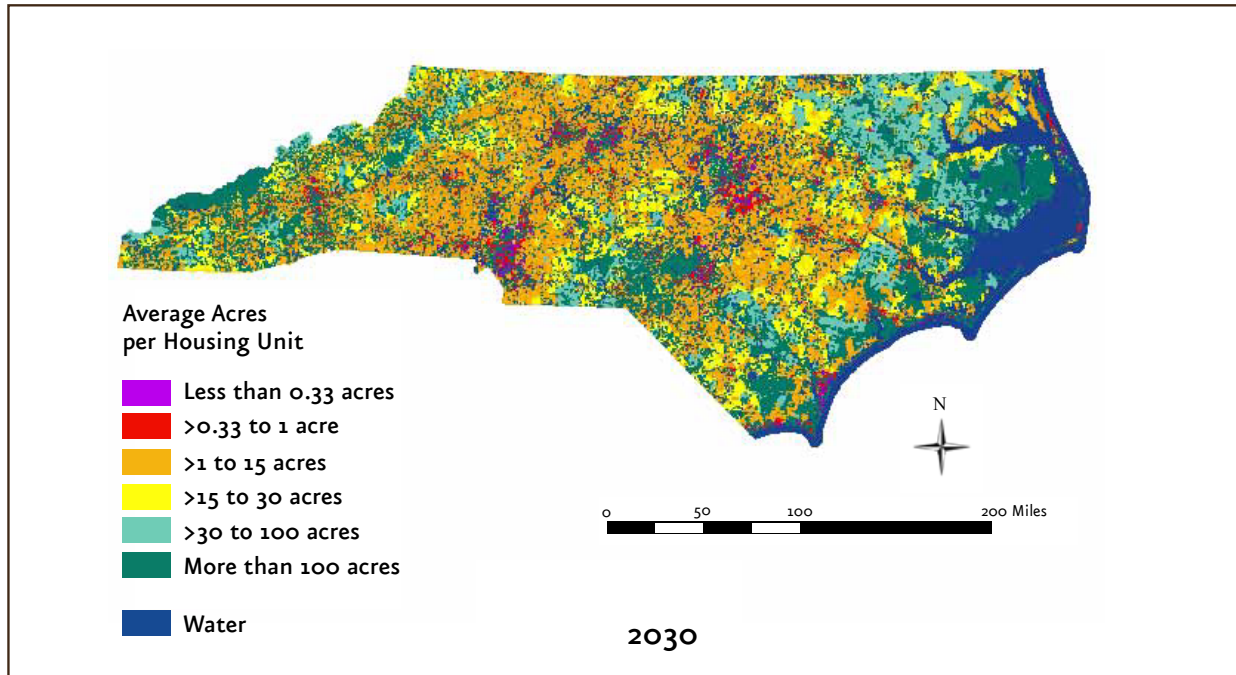 Average Acres
per Housing Unit
Less than 0.33 acres
>0.33 to 1 acre
>1 to 15 acres
>15 to 30 acres
>30 to 100 acres
More than 100 acres
Water
N
0 50 100 200 Miles
2030